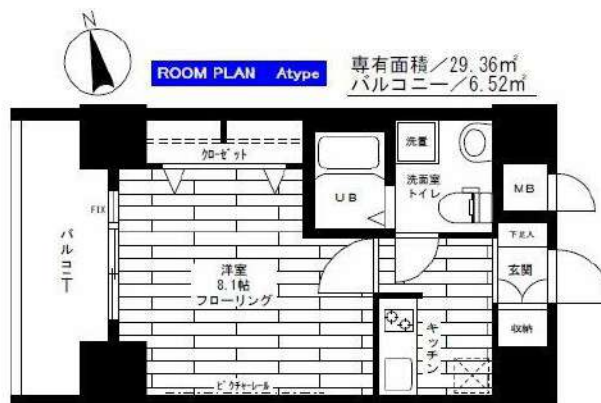 N
ROOM PLAN Atype
専有面積／29.36㎡
バルコニー／6.52㎡
クローゼット
洗置
洗面室
トイレ
UB
MB
FIX
バルコニー
下足入
玄関
収納
洋室
8.1帖
フローリング
キッチン
ピクチャーレール